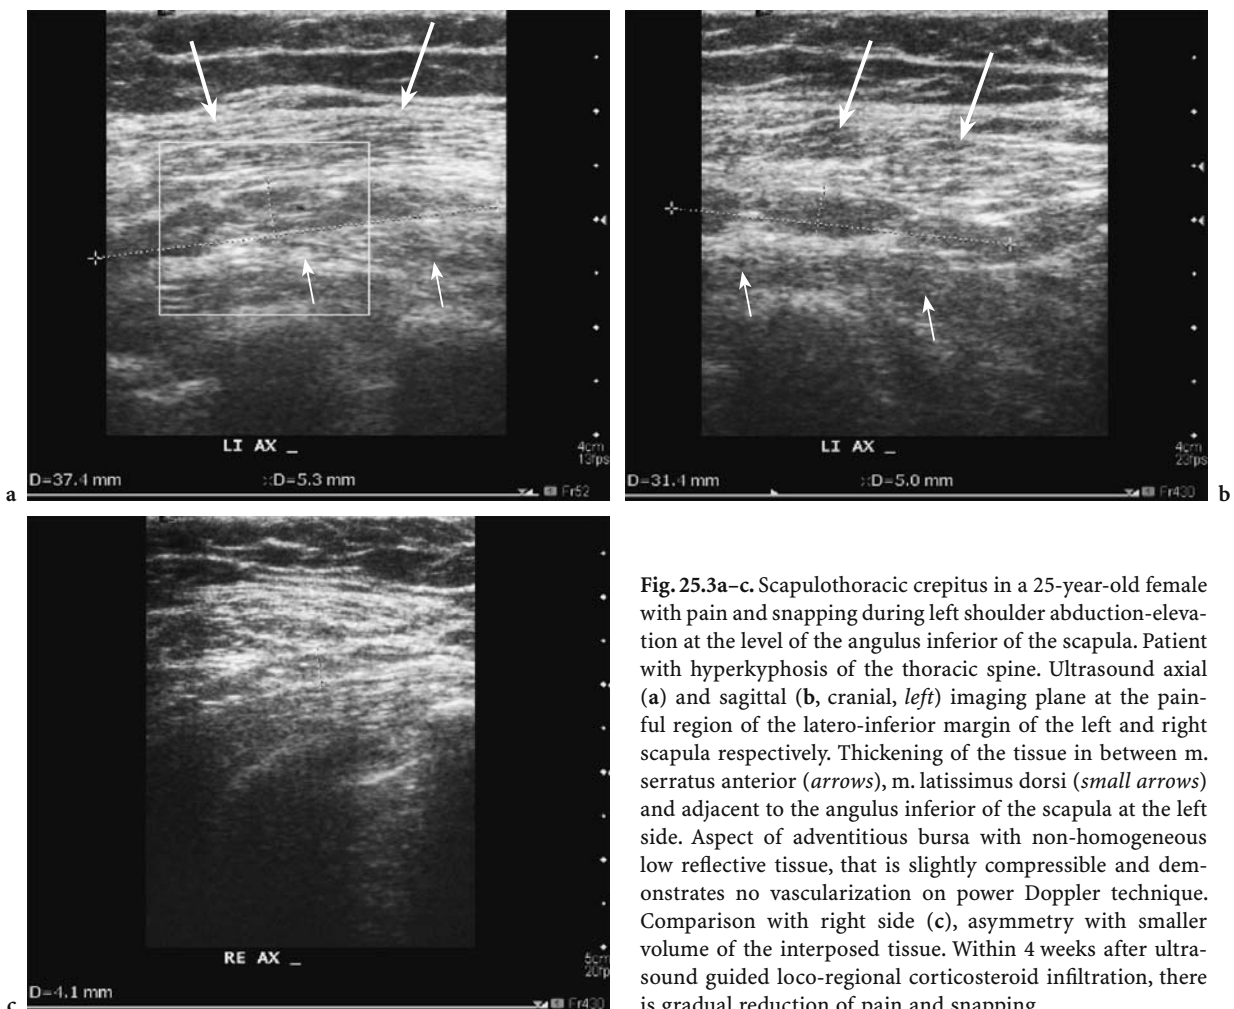 LI AX _
4cm
13fps
D=37.4 mm
::D=5.3 mm
Fr52
a
LI AX _
4cm
23fps
D=31.4 mm
::D=5.0 mm
Fr430
b
RE AX _
5cm
D=4.1 mm
Fr430
c
Fig. 25.3a–c. Scapulothoracic crepitus in a 25-year-old female
with pain and snapping during left shoulder abduction-eleva-
tion at the level of the angulus inferior of the scapula. Patient
with hyperkyphosis of the thoracic spine. Ultrasound axial
(a) and sagittal (b, cranial, left) imaging plane at the pain-
ful region of the latero-inferior margin of the left and right
scapula respectively. Thickening of the tissue in between m.
serratus anterior (arrows), m. latissimus dorsi (small arrows)
and adjacent to the angulus inferior of the scapula at the left
side. Aspect of adventitious bursa with non-homogeneous
low reflective tissue, that is slightly compressible and dem-
onstrates no vascularization on power Doppler technique.
Comparison with right side (c), asymmetry with smaller
volume of the interposed tissue. Within 4 weeks after ultra-
sound guided loco-regional corticosteroid infiltration, there
is gradual reduction of pain and snapping